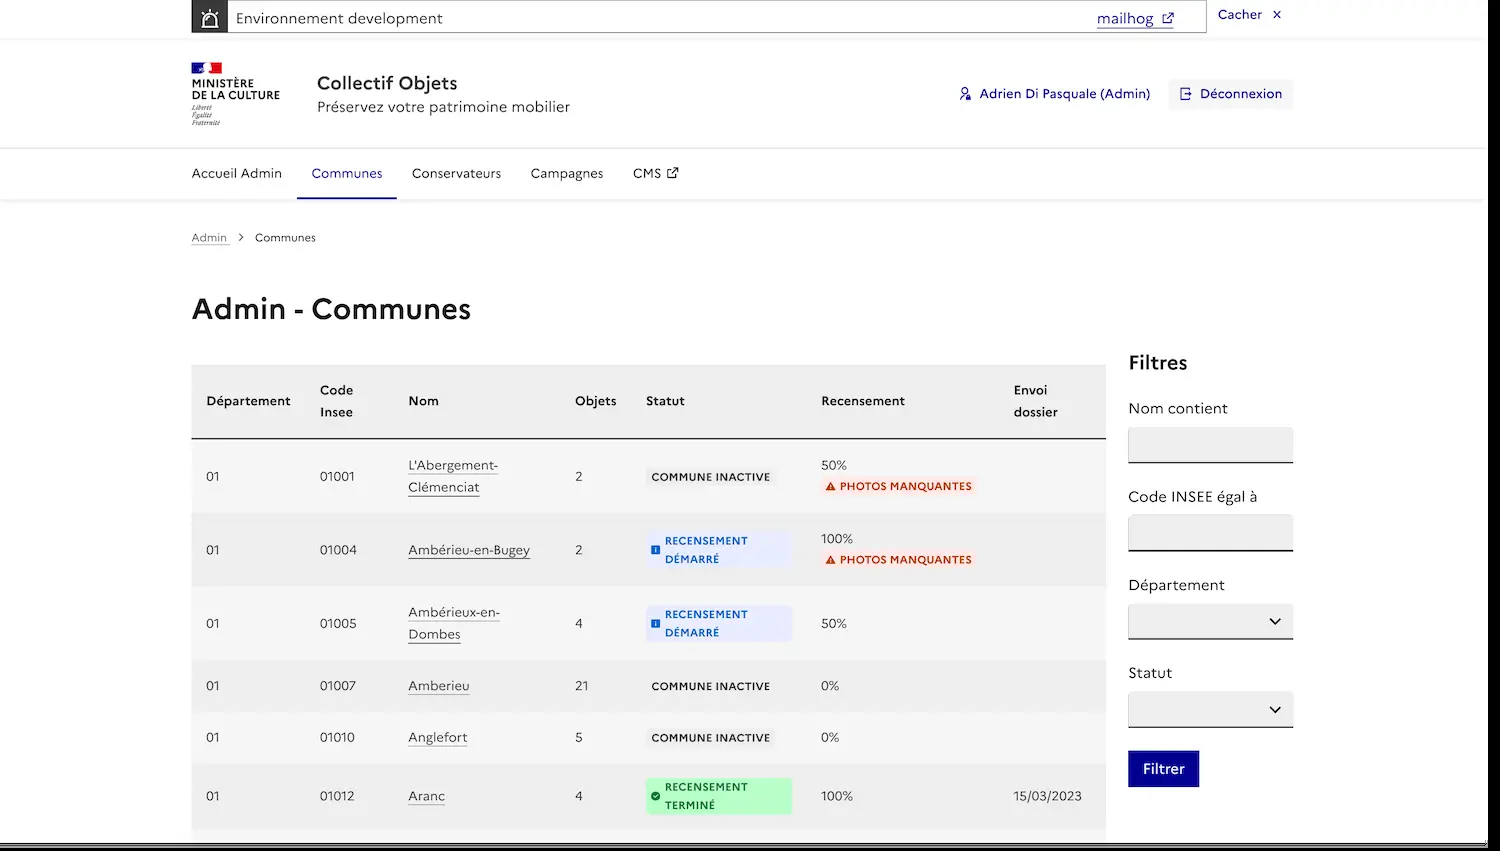 Environnement development
mailhog
Cacher ×
MINISTÈRE
DE LA CULTURE
Liberté
Égalité
Fraternité
Collectif Objets
Préservez votre patrimoine mobilier
Adrien Di Pasquale (Admin)
Déconnexion
Accueil Admin
Communes
Conservateurs
Campagnes
CMS
Admin > Communes
Admin - Communes
Département Code Insee Nom Objets Statut Recensement Envoi dossier
01 01001 L'Abergement-
Clémenciat 2 COMMUNE INACTIVE 50%
PHOTOS MANQUANTES
01 01004 Ambérieu-en-Bugey 2 RECENSEMENT
DÉMARRÉ 100%
PHOTOS MANQUANTES
01 01005 Ambérieux-en-
Dombes 4 RECENSEMENT
DÉMARRÉ 50%
01 01007 Amberieu 21 COMMUNE INACTIVE 0%
01 01010 Anglefort 5 COMMUNE INACTIVE 0%
01 01012 Aranc 4 RECENSEMENT
TERMINÉ 100% 15/03/2023
Filtres
Nom contient
Code INSEE égal à
Département
Statut
Filtrer